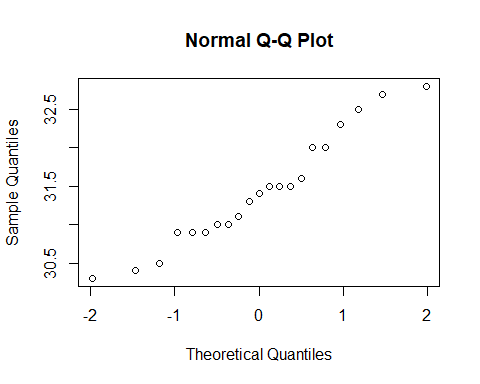 Normal Q-Q Plot
Sample Quantiles
32.5
31.5
30.5
-2 -1 0 1 2
Theoretical Quantiles